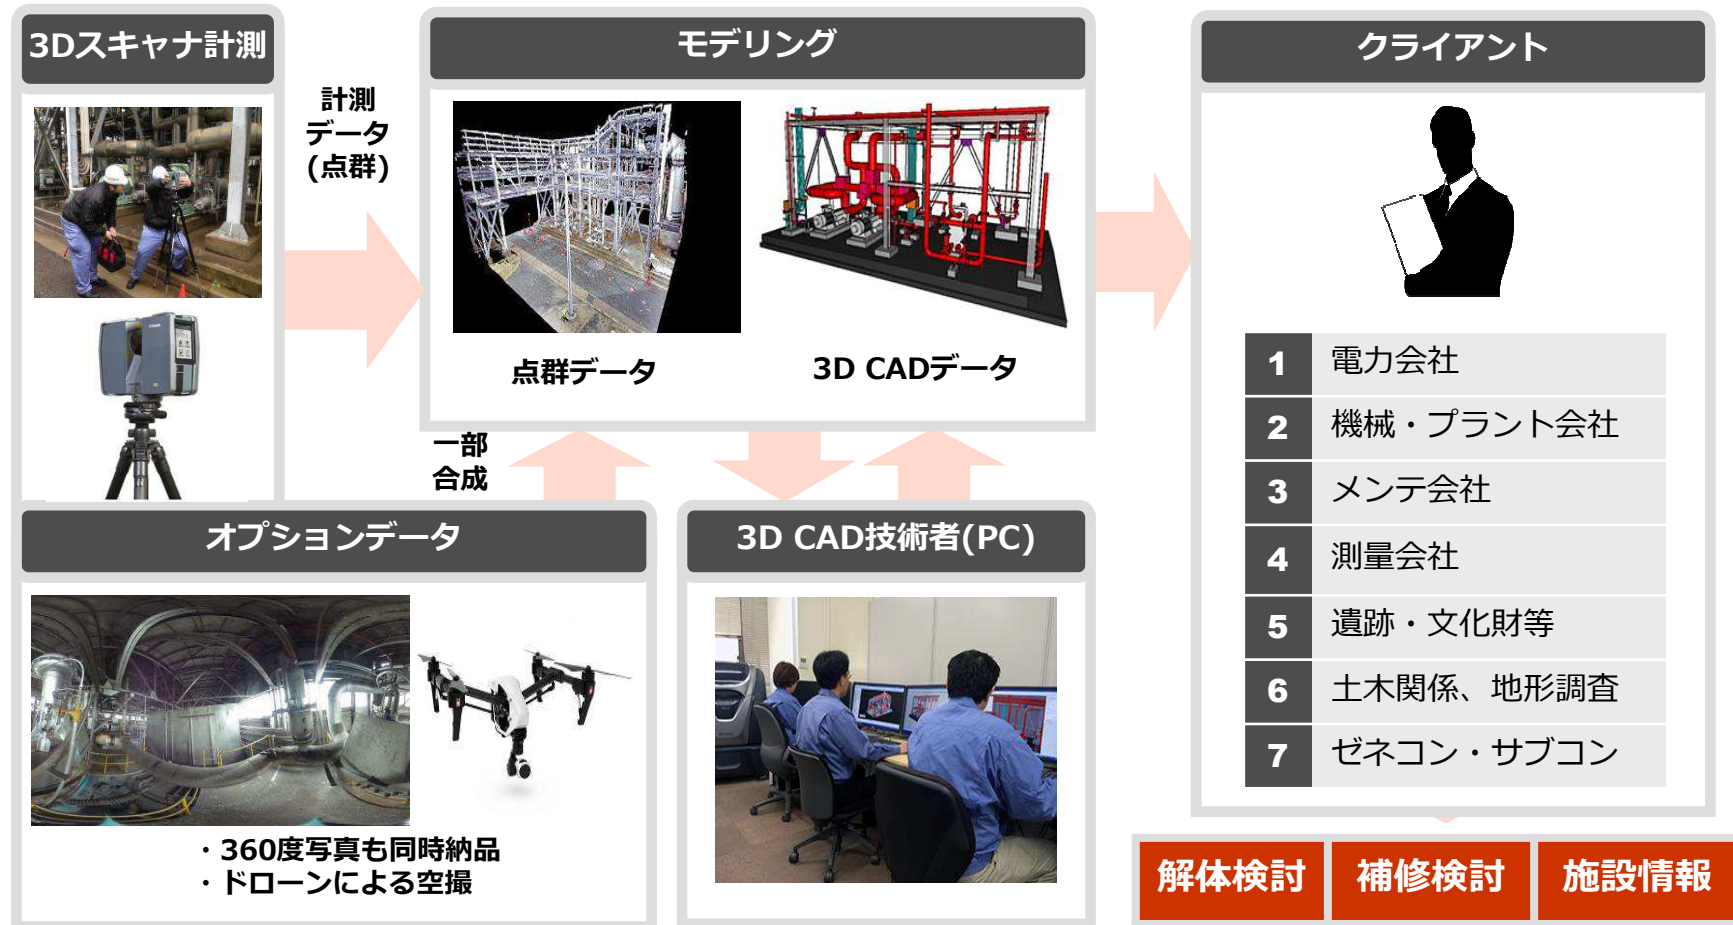 3Dスキャナ計測
計測
データ
(点群)
モデリング
点群データ
3D CADデータ
一部
合成
オプションデータ
・360度写真も同時納品
・ドローンによる空撮
3D CAD技術者(PC)
クライアント
1 電力会社
2 機械・プラント会社
3 メンテ会社
4 測量会社
5 遺跡・文化財等
6 土木関係、地形調査
7 ゼネコン・サブコン
解体検討 補修検討 施設情報